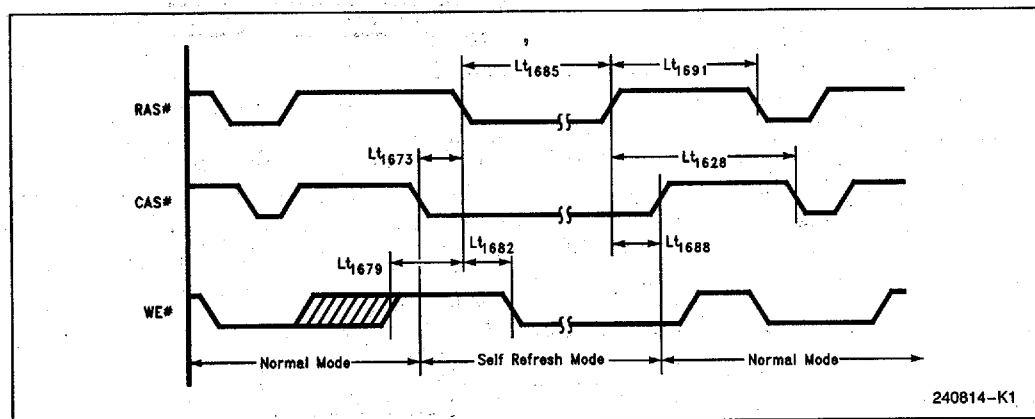 Lt1685
Lt1691
RAS#
Lt1673
Lt1628
CAS#
Lt1682
Lt1688
Lt1679
WE#
Normal Mode
Self Refresh Mode
Normal Mode
240814-K1